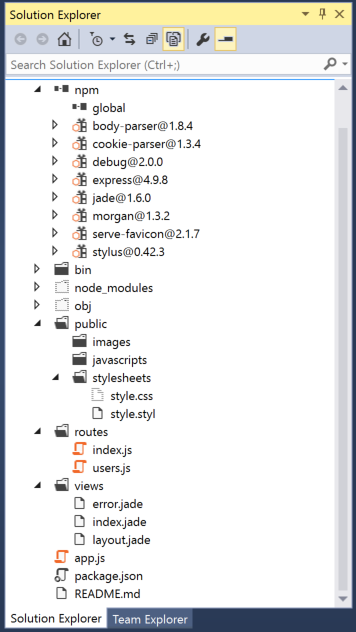 Solution Explorer
Search Solution Explorer (Ctrl+;)
npm
global
body-parser@1.8.4
cookie-parser@1.3.4
debug@2.0.0
express@4.9.8
jade@1.6.0
morgan@1.3.2
serve-favicon@2.1.7
stylus@0.42.3
bin
node_modules
obj
public
images
javascripts
stylesheets
style.css
style.styl
routes
index.js
users.js
views
error.jade
index.jade
layout.jade
app.js
package.json
README.md
Solution Explorer Team Explorer